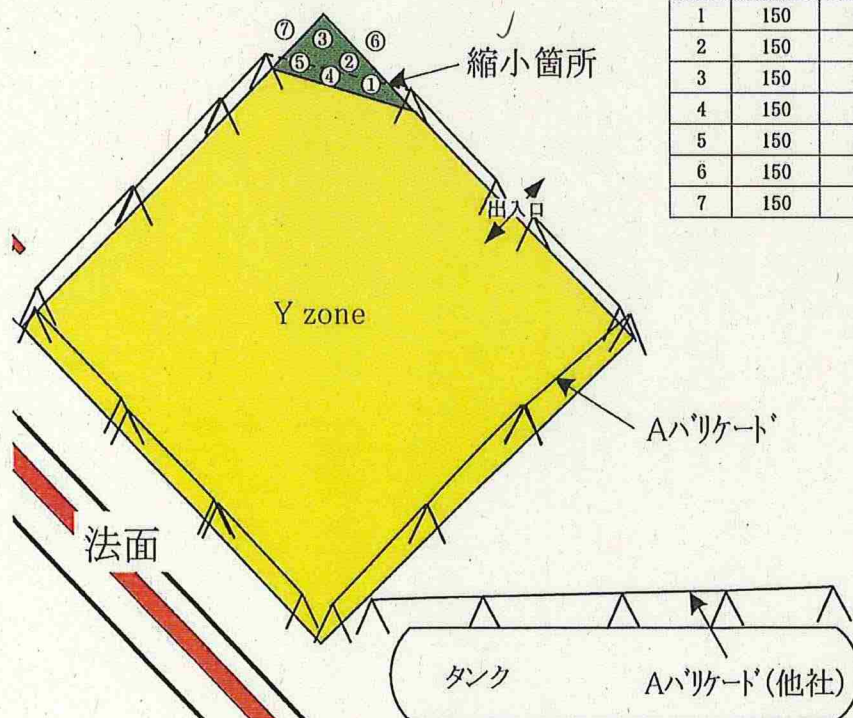 ⑦ ③ ⑥
縮小箇所
⑤ ④ ② ①
1 150
2 150
3 150
4 150
5 150
6 150
7 150
出入口
Y zone
Aバリケード
法面
タンク
Aバリケード(他社)